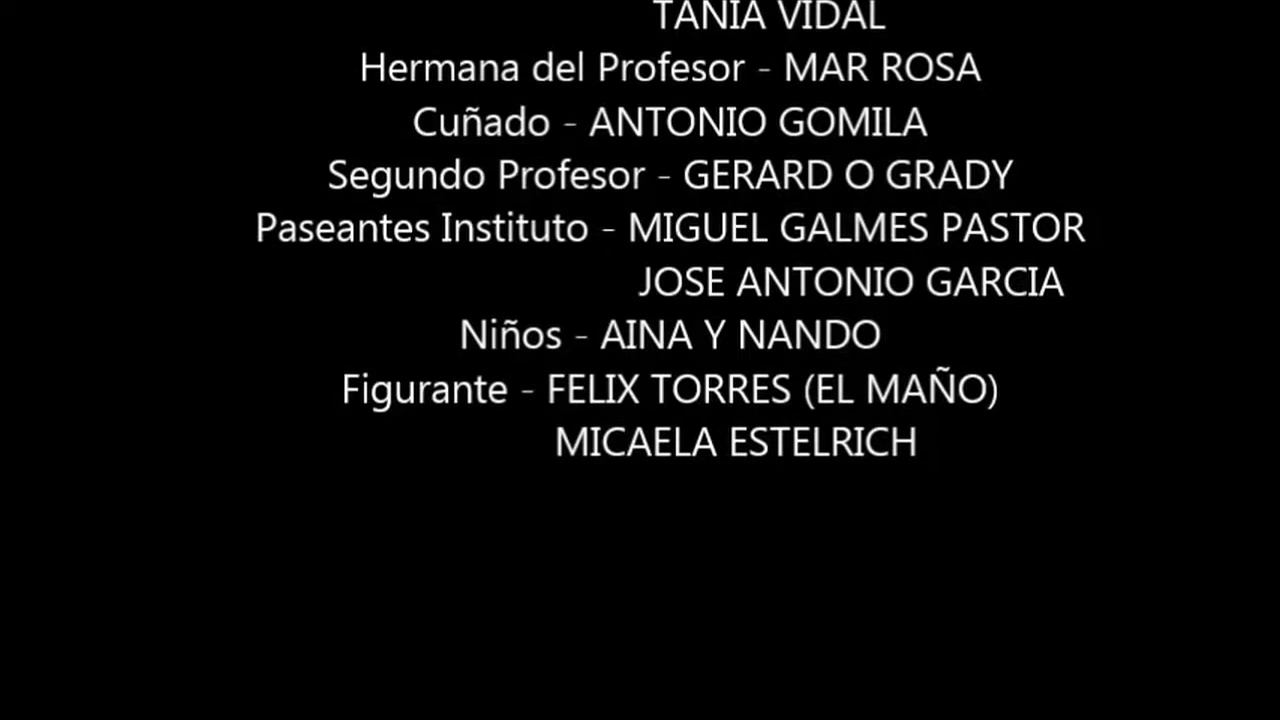 TANIA VIDAL
Hermana del Profesor - MAR ROSA
Cuñado - ANTONIO GOMILA
Segundo Profesor - GERARD O GRADY
Paseantes Instituto - MIGUEL GALMES PASTOR
JOSE ANTONIO GARCIA
Niños - AINA Y NANDO
Figurante - FELIX TORRES (EL MAÑO)
MICAELA ESTELRICH